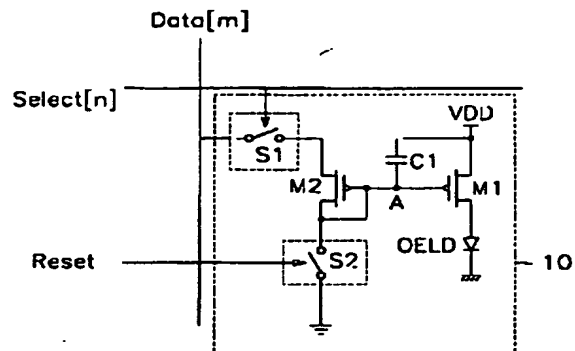 Data[m]
Select[n]
VDD
S1
C1
M2
M1
A
OELD
Reset
S2
10